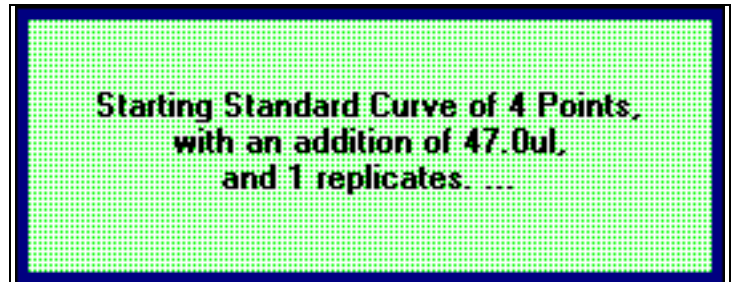 Starting Standard Curve of 4 Points,
with an addition of 47.0ul,
and 1 replicates. ...